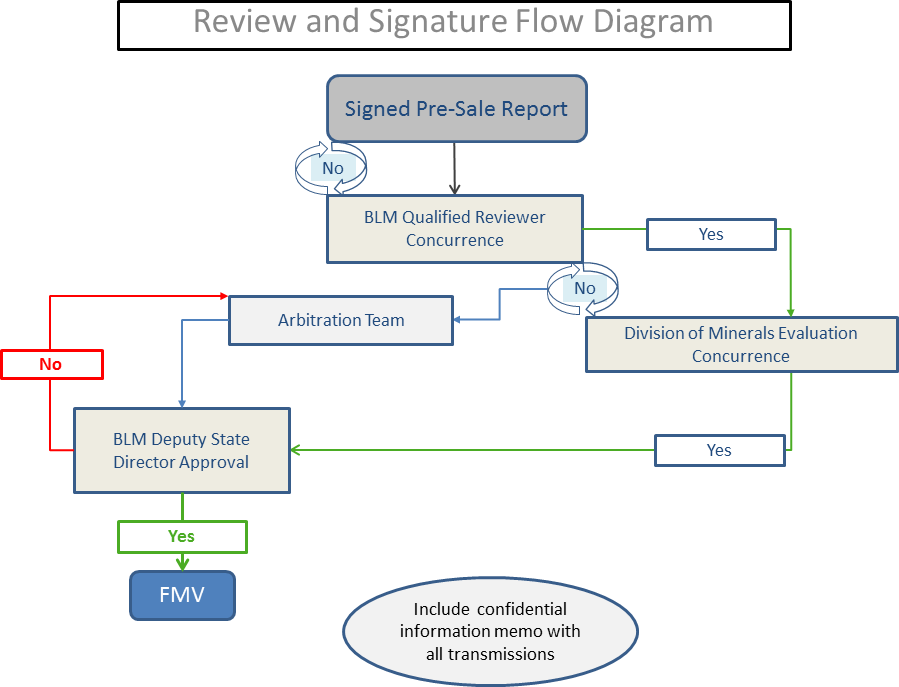 Review and Signature Flow Diagram
Signed Pre-Sale Report
No
BLM Qualified Reviewer
Concurrence
Yes
No
Arbitration Team
Division of Minerals Evaluation
Concurrence
No
BLM Deputy State
Director Approval
Yes
Yes
FMV
Include confidential
information memo with
all transmissions